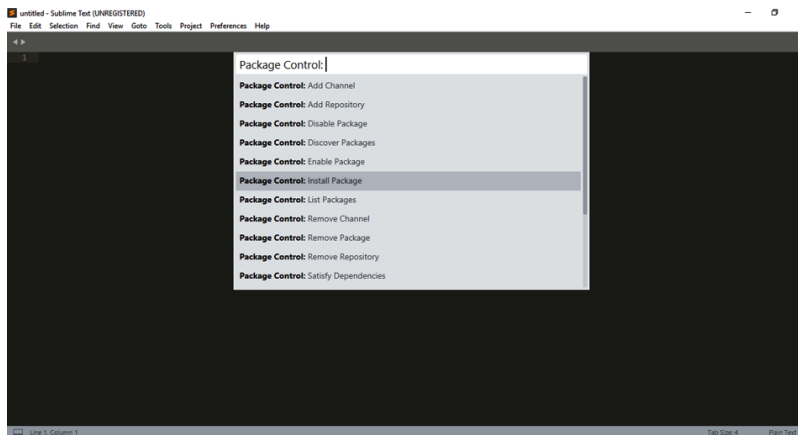 untitled - Sublime Text (UNREGISTERED)
File Edit Selection Find View Goto Tools Project Preferences Help
1
Package Control:
Package Control: Add Channel
Package Control: Add Repository
Package Control: Disable Package
Package Control: Discover Packages
Package Control: Enable Package
Package Control: Install Package
Package Control: List Packages
Package Control: Remove Channel
Package Control: Remove Package
Package Control: Remove Repository
Package Control: Satisfy Dependencies
Line 1, Column 1 Tab Size: 4 Plain Text